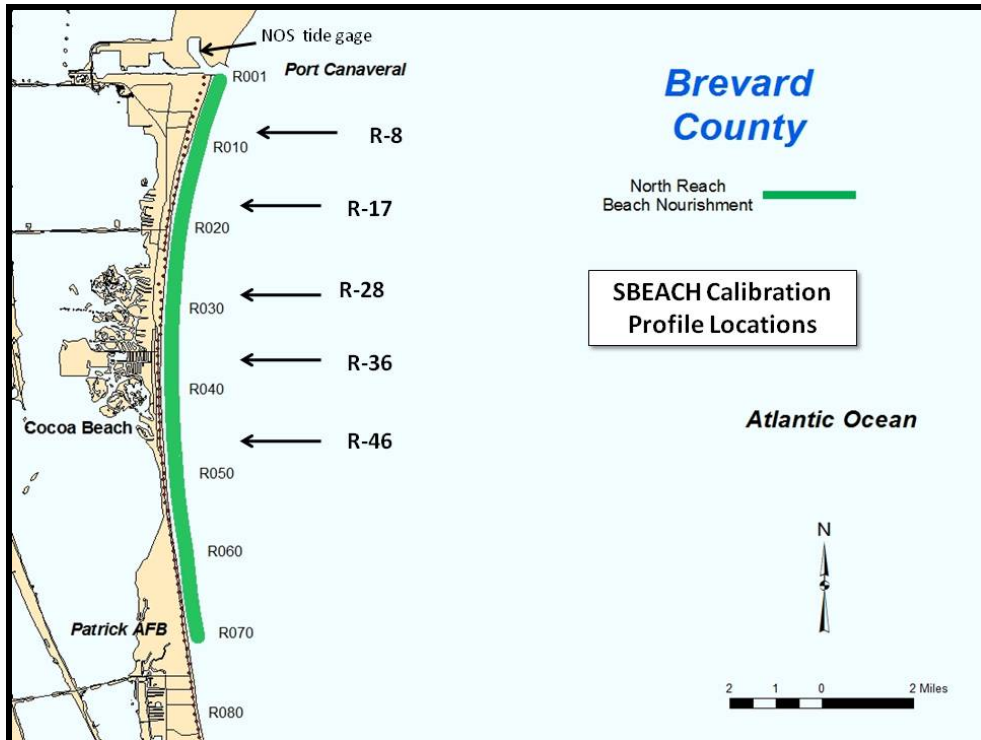 NOS tide gage
R001
Port Canaveral
Brevard
County
R-8
R010
North Reach
Beach Nourishment
R-17
R020
R-28
R030
SBEACH Calibration
Profile Locations
R-36
R040
Cocoa Beach
Atlantic Ocean
R-46
R050
N
R060
Patrick AFB
R070
2 1 0 2 Miles
R080